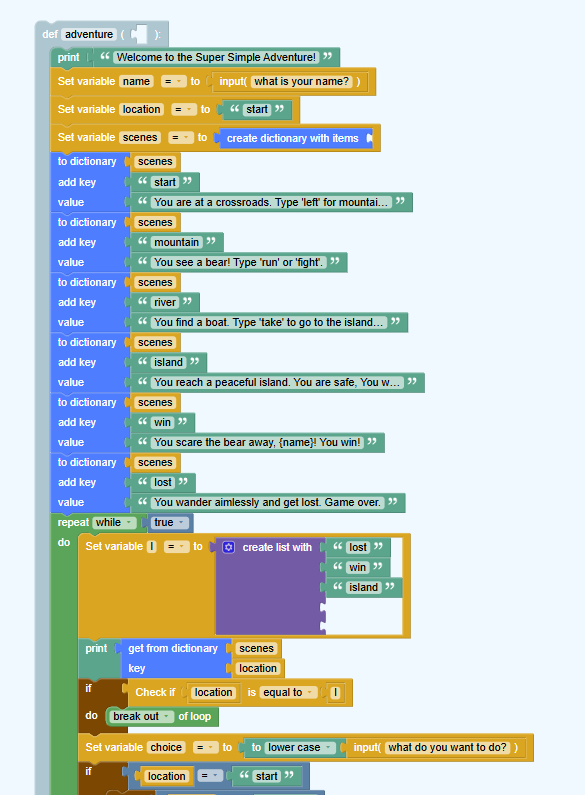 def adventure ( ):
print “ Welcome to the Super Simple Adventure! ”
Set variable name = to input( what is your name? )
Set variable location = to “ start ”
Set variable scenes = to create dictionary with items
to dictionary scenes
add key “ start ”
value “ You are at a crossroads. Type 'left' for mountai... ”
to dictionary scenes
add key “ mountain ”
value “ You see a bear! Type 'run' or 'fight'. ”
to dictionary scenes
add key “ river ”
value “ You find a boat. Type 'take' to go to the island... ”
to dictionary scenes
add key “ island ”
value “ You reach a peaceful island. You are safe, You w... ”
to dictionary scenes
add key “ win ”
value “ You scare the bear away, {name}! You win! ”
to dictionary scenes
add key “ lost ”
value “ You wander aimlessly and get lost. Game over. ”
repeat while true
do Set variable l = to create list with “ lost ”
“ win ”
“ island ”
print get from dictionary scenes
key location
if Check if location is equal to l
do break out of loop
Set variable choice = to to lower case input( what do you want to do? )
if location = “ start ”